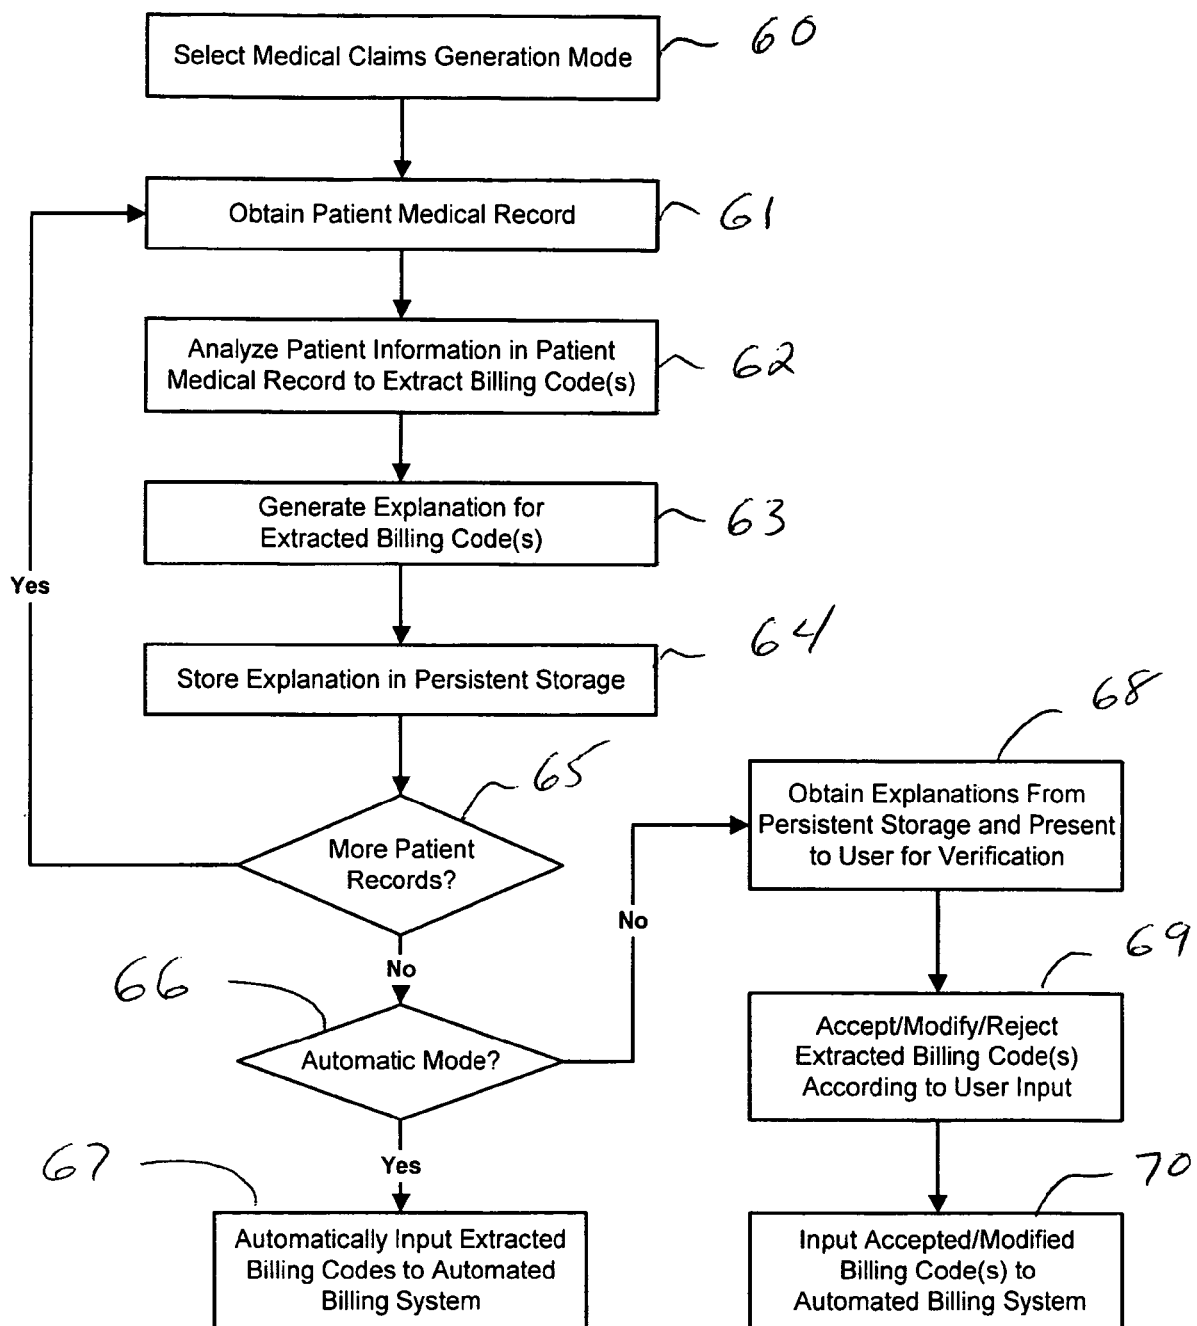 Select Medical Claims Generation Mode
60
Obtain Patient Medical Record
61
Analyze Patient Information in Patient
Medical Record to Extract Billing Code(s)
62
Generate Explanation for
Extracted Billing Code(s)
63
Yes
Store Explanation in Persistent Storage
64
More Patient
Records?
65
No
Automatic Mode?
66
Yes
Automatically Input Extracted
Billing Codes to Automated
Billing System
67
No
Obtain Explanations From
Persistent Storage and Present
to User for Verification
68
Accept/Modify/Reject
Extracted Billing Code(s)
According to User Input
69
Input Accepted/Modified
Billing Code(s) to
Automated Billing System
70